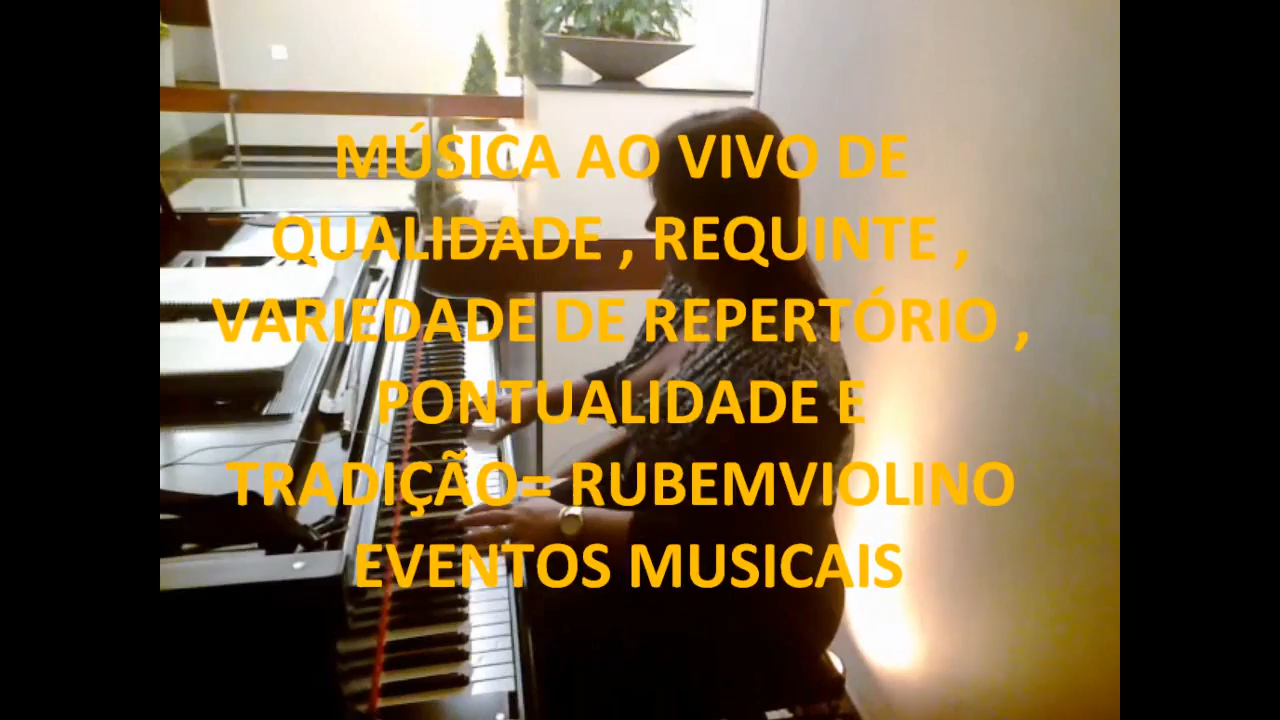 MÚSICA AO VIVO DE
QUALIDADE , REQUINTE ,
VARIEDADE DE REPERTÓRIO ,
PONTUALIDADE E
TRADIÇÃO= RUBEMVIOLINO
EVENTOS MUSICAIS